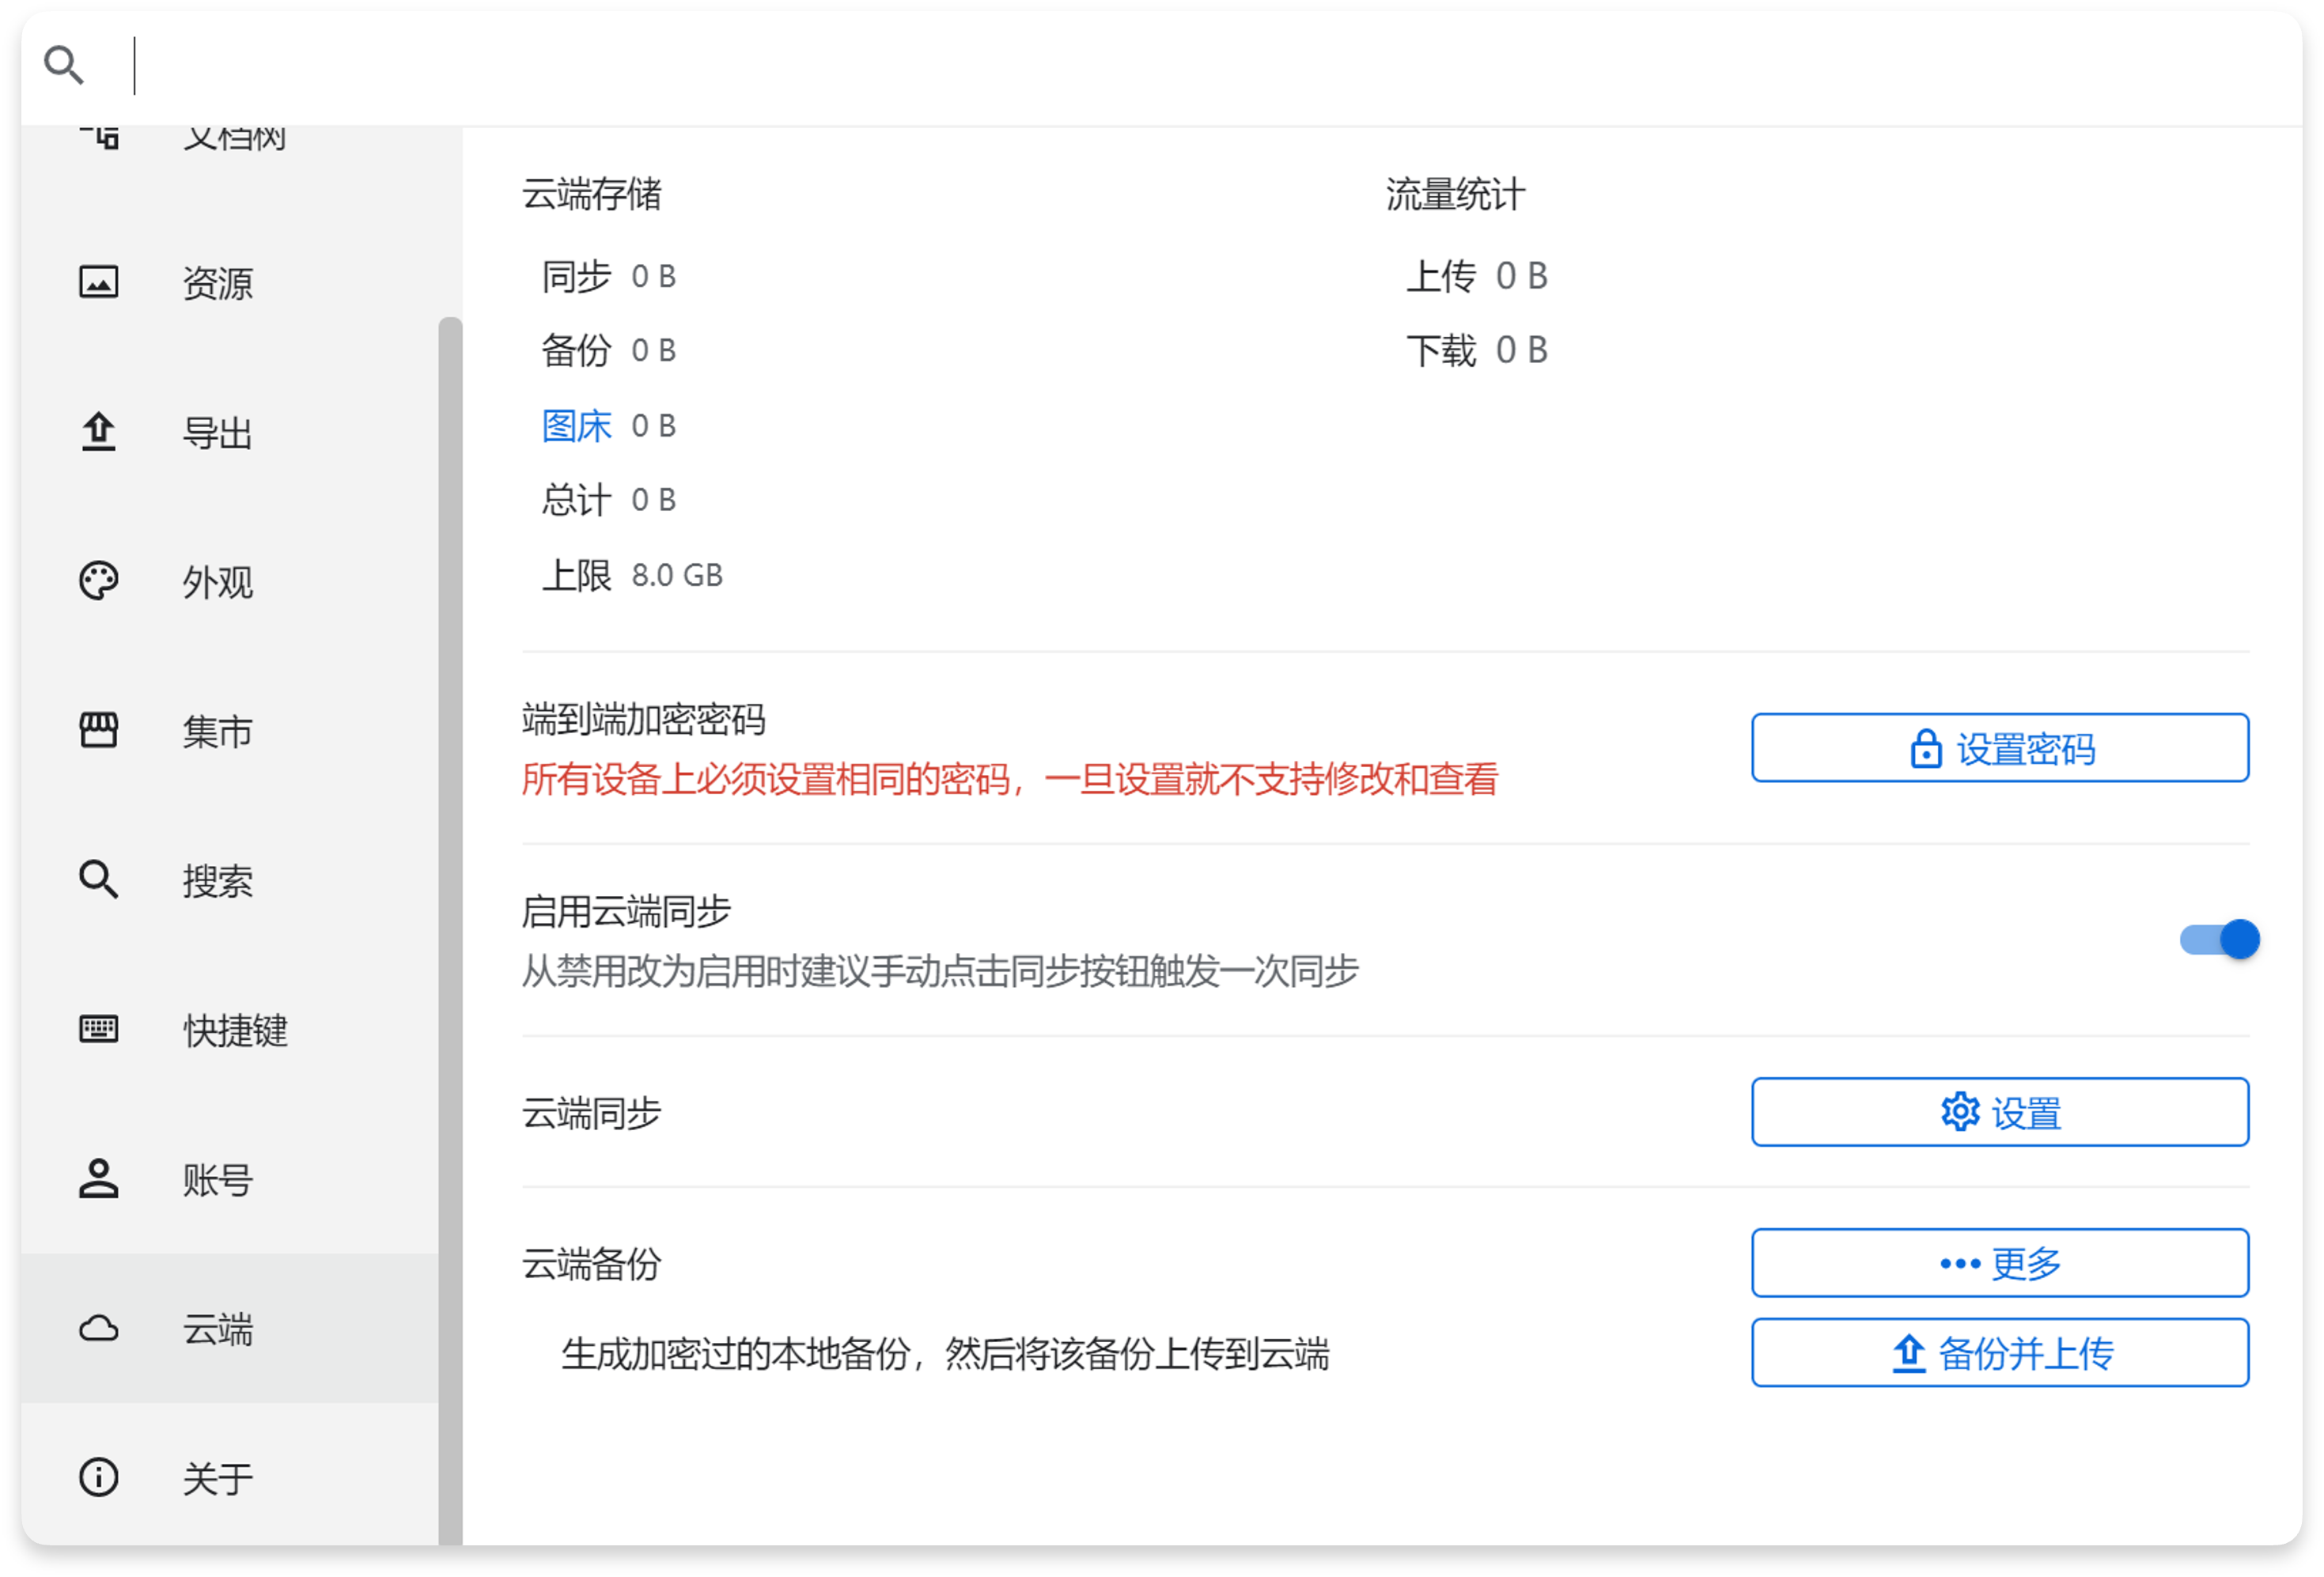 文档树
资源
导出
外观
集市
搜索
快捷键
账号
云端
关于
云端存储
同步 0 B
备份 0 B
图床 0 B
总计 0 B
上限 8.0 GB
流量统计
上传 0 B
下载 0 B
端到端加密密码
所有设备上必须设置相同的密码，一旦设置就不支持修改和查看
设置密码
启用云端同步
从禁用改为启用时建议手动点击同步按钮触发一次同步
云端同步
设置
云端备份
更多
生成加密过的本地备份，然后将该备份上传到云端
备份并上传